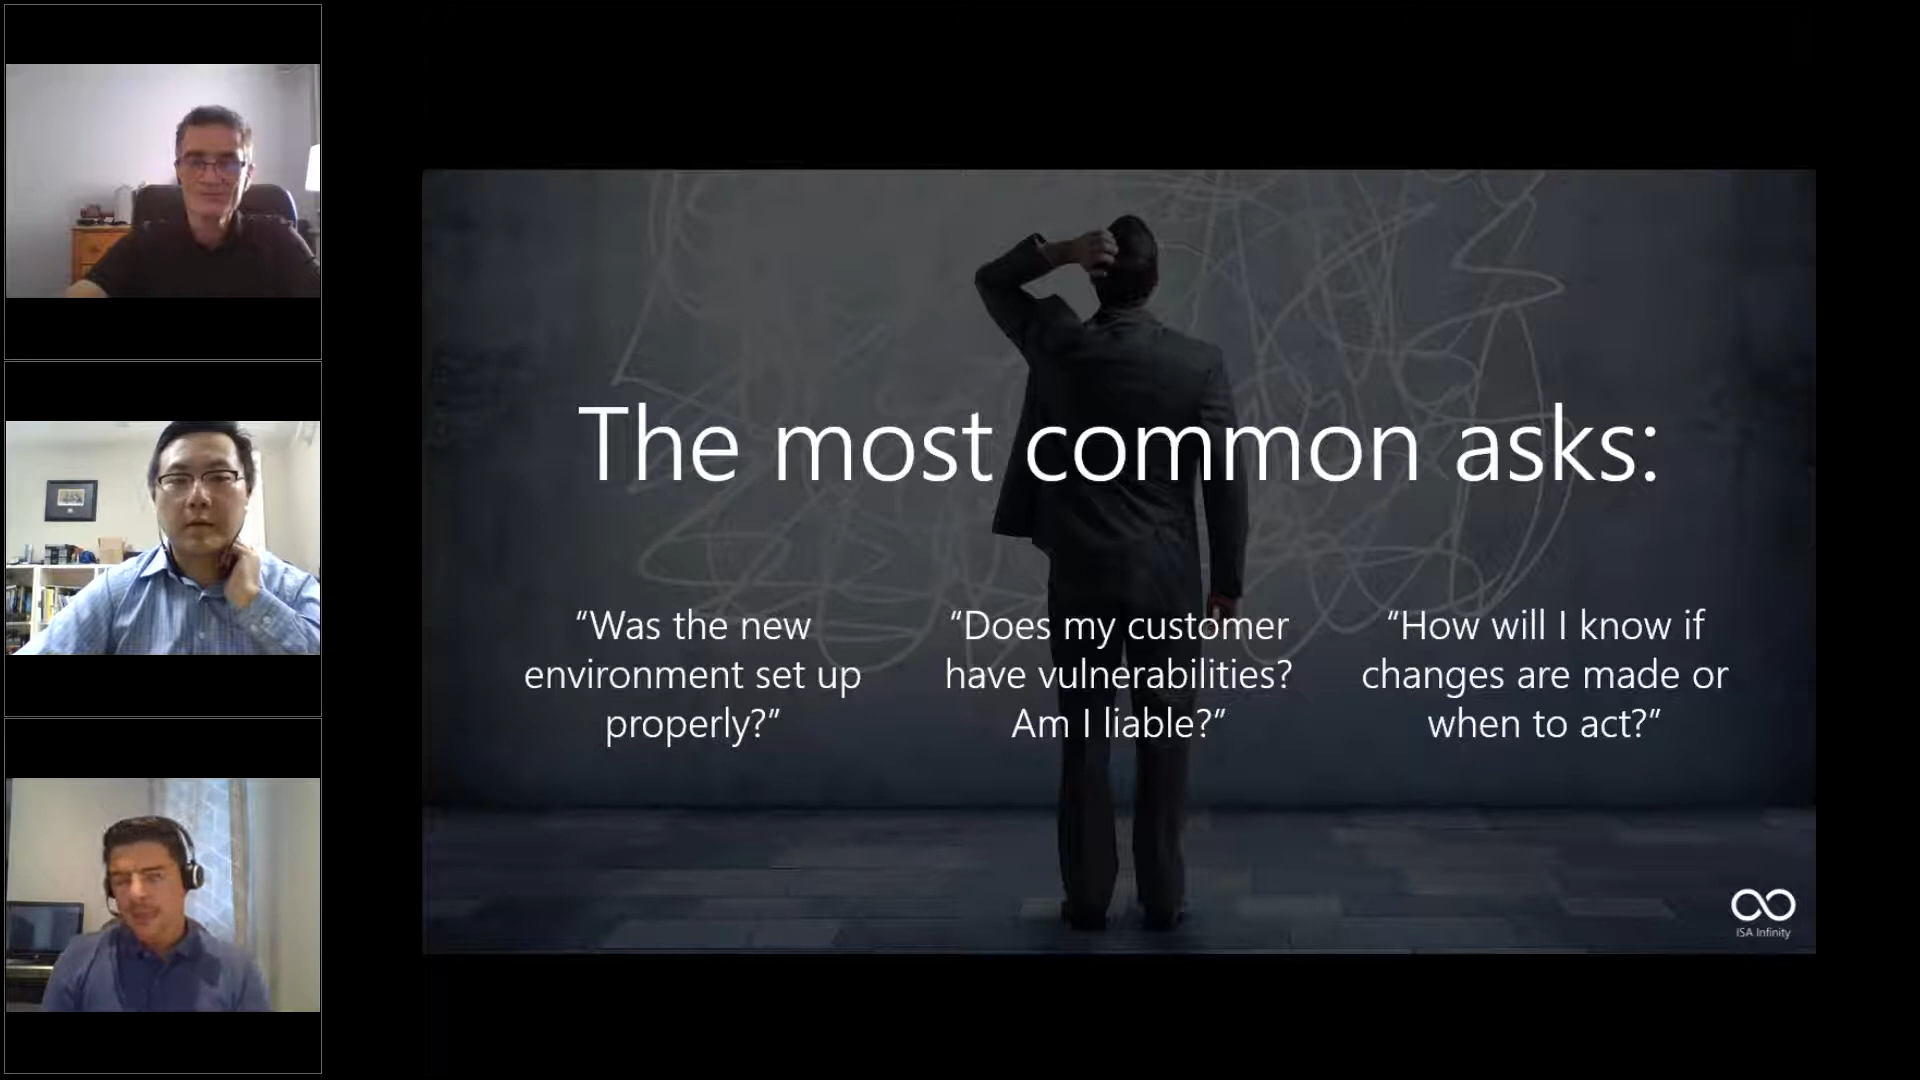 The most common asks:
“Was the new
environment set up
properly?”
“Does my customer
have vulnerabilities?
Am I liable?”
“How will I know if
changes are made or
when to act?”
ISA Infinity